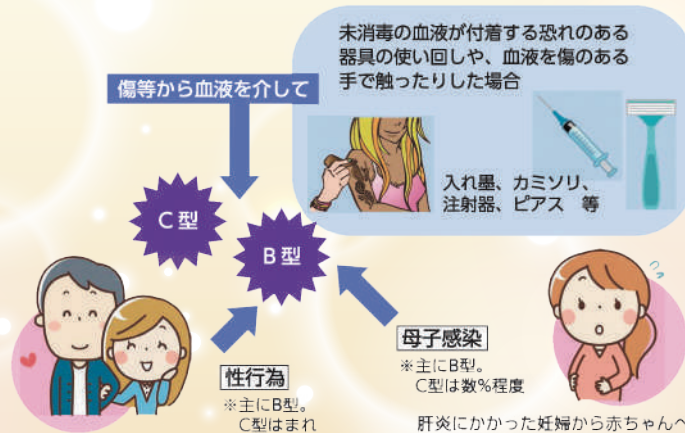 未消毒の血液が付着する恐れのある
器具の使い回しや、血液を傷のある
手で触ったりした場合
傷等から血液を介して
入れ墨、カミソリ、
注射器、ピアス　等
C型
B型
性行為
※主にB型。
C型はまれ
母子感染
※主にB型。
C型は数%程度
肝炎にかかった妊婦から赤ちゃんへ